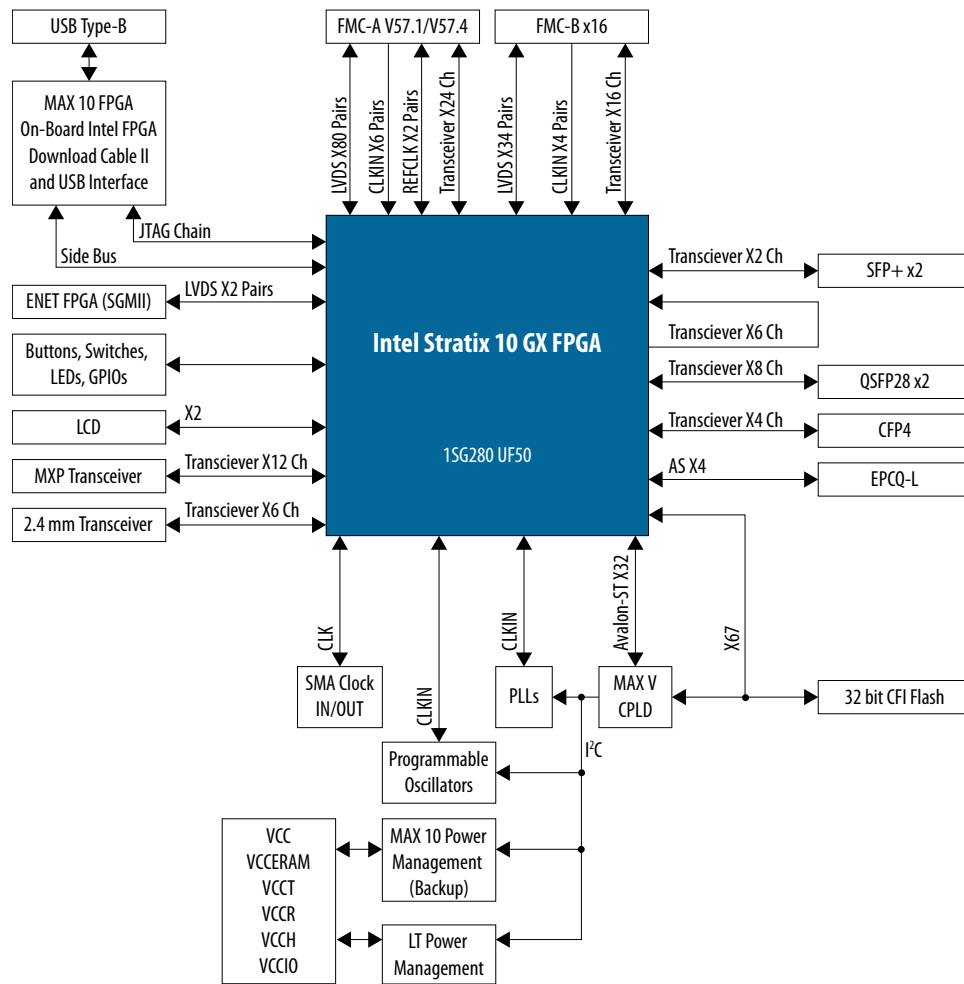 USB Type-B
FMC-A V57.1/V57.4
FMC-B x16
MAX 10 FPGA
On-Board Intel FPGA
Download Cable II
and USB Interface
LVDS X80 Pairs
CLKIN X6 Pairs
REFCLK X2 Pairs
Transceiver X24 Ch
LVDS X34 Pairs
CLKIN X4 Pairs
Transceiver X16 Ch
JTAG Chain
Side Bus
ENET FPGA (SGMII)
LVDS X2 Pairs
Buttons, Switches,
LEDs, GPIOs
LCD
X2
MXP Transceiver
Transciever X12 Ch
2.4 mm Transceiver
Transciever X6 Ch
Intel Stratix 10 GX FPGA
1SG280 UF50
Transciever X2 Ch
SFP+ x2
Transciever X6 Ch
Transciever X8 Ch
QSFP28 x2
Transciever X4 Ch
CFP4
AS X4
EPCQ-L
CLK
CLKIN
CLKIN
Avalon-ST X32
X67
SMA Clock
IN/OUT
PLLs
MAX V
CPLD
32 bit CFI Flash
I²C
Programmable
Oscillators
VCC
VCCERAM
VCCT
VCCR
VCCH
VCCIO
MAX 10 Power
Management
(Backup)
LT Power
Management